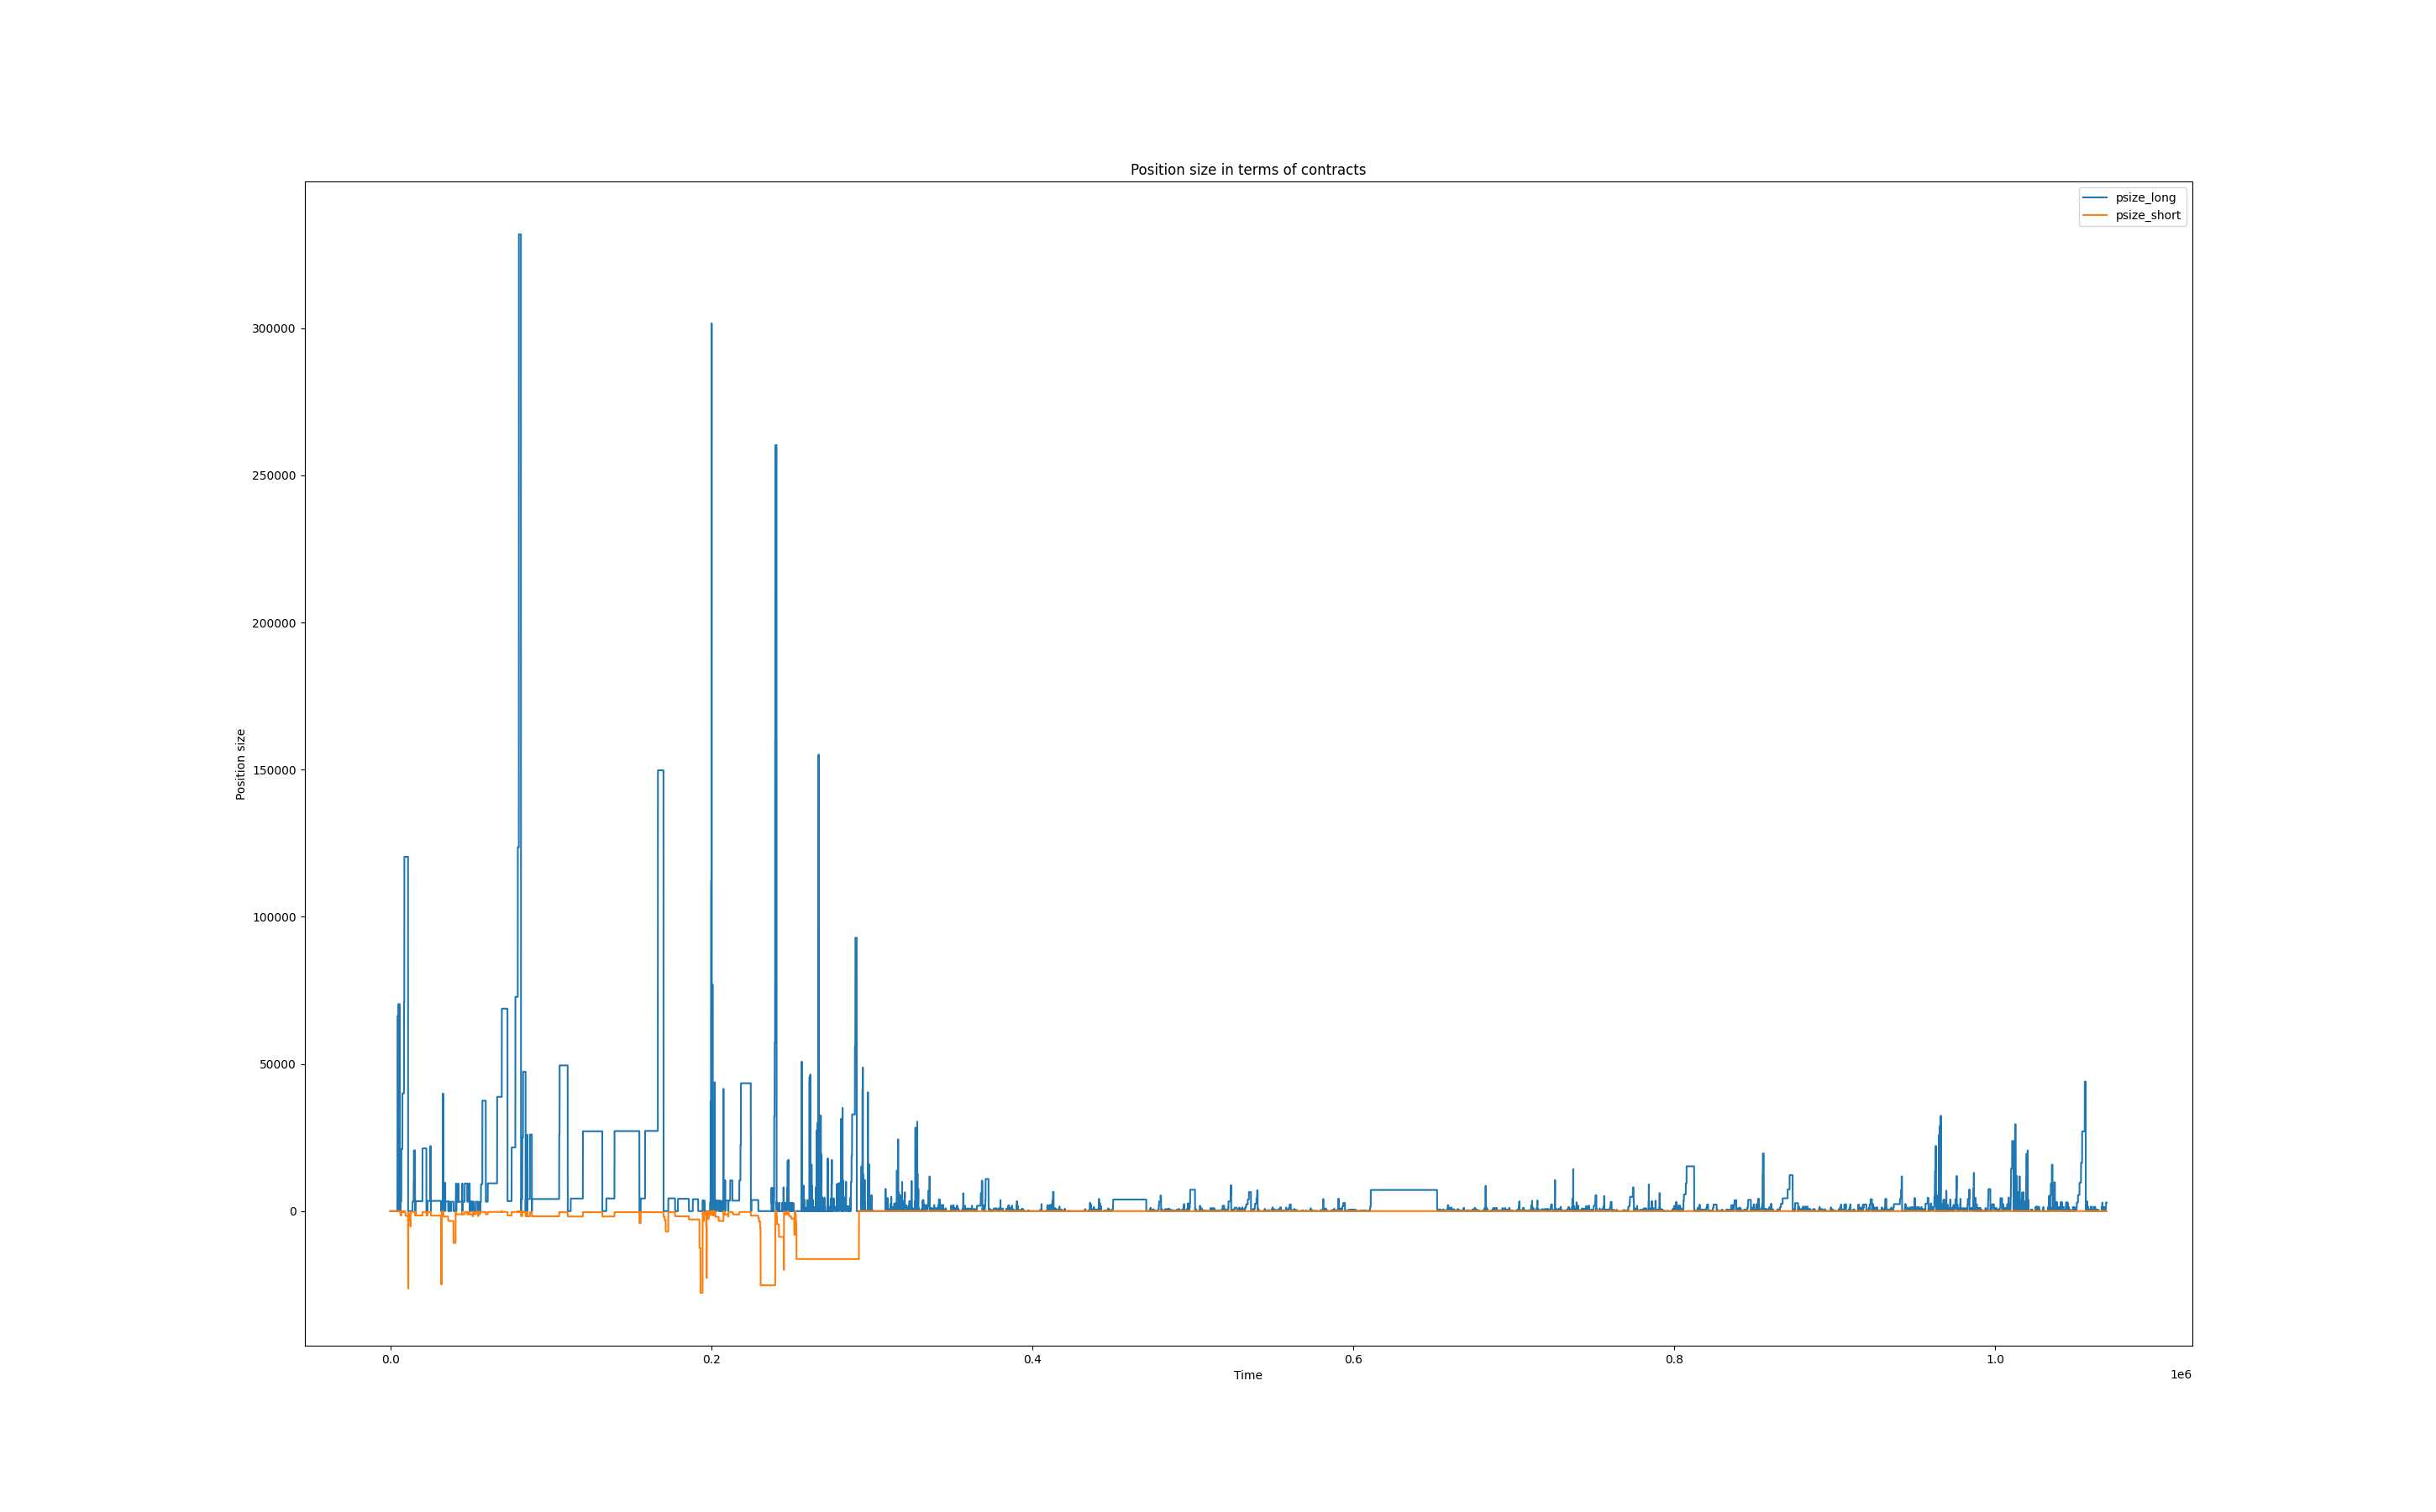 Position size in terms of contracts
psize_long
psize_short
Position size
300000
250000
200000
150000
100000
50000
0
0.0
0.2
0.4
0.6
0.8
1.0
Time
1e6